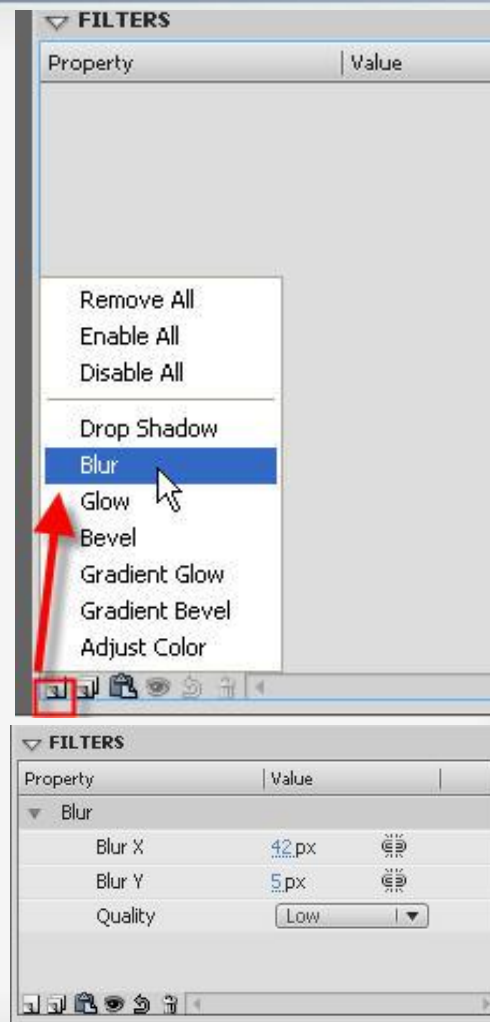 FILTERS
Property Value
Remove All
Enable All
Disable All
Drop Shadow
Blur
Glow
Bevel
Gradient Glow
Gradient Bevel
Adjust Color
FILTERS
Property Value
Blur
Blur X 42 px
Blur Y 5 px
Quality Low